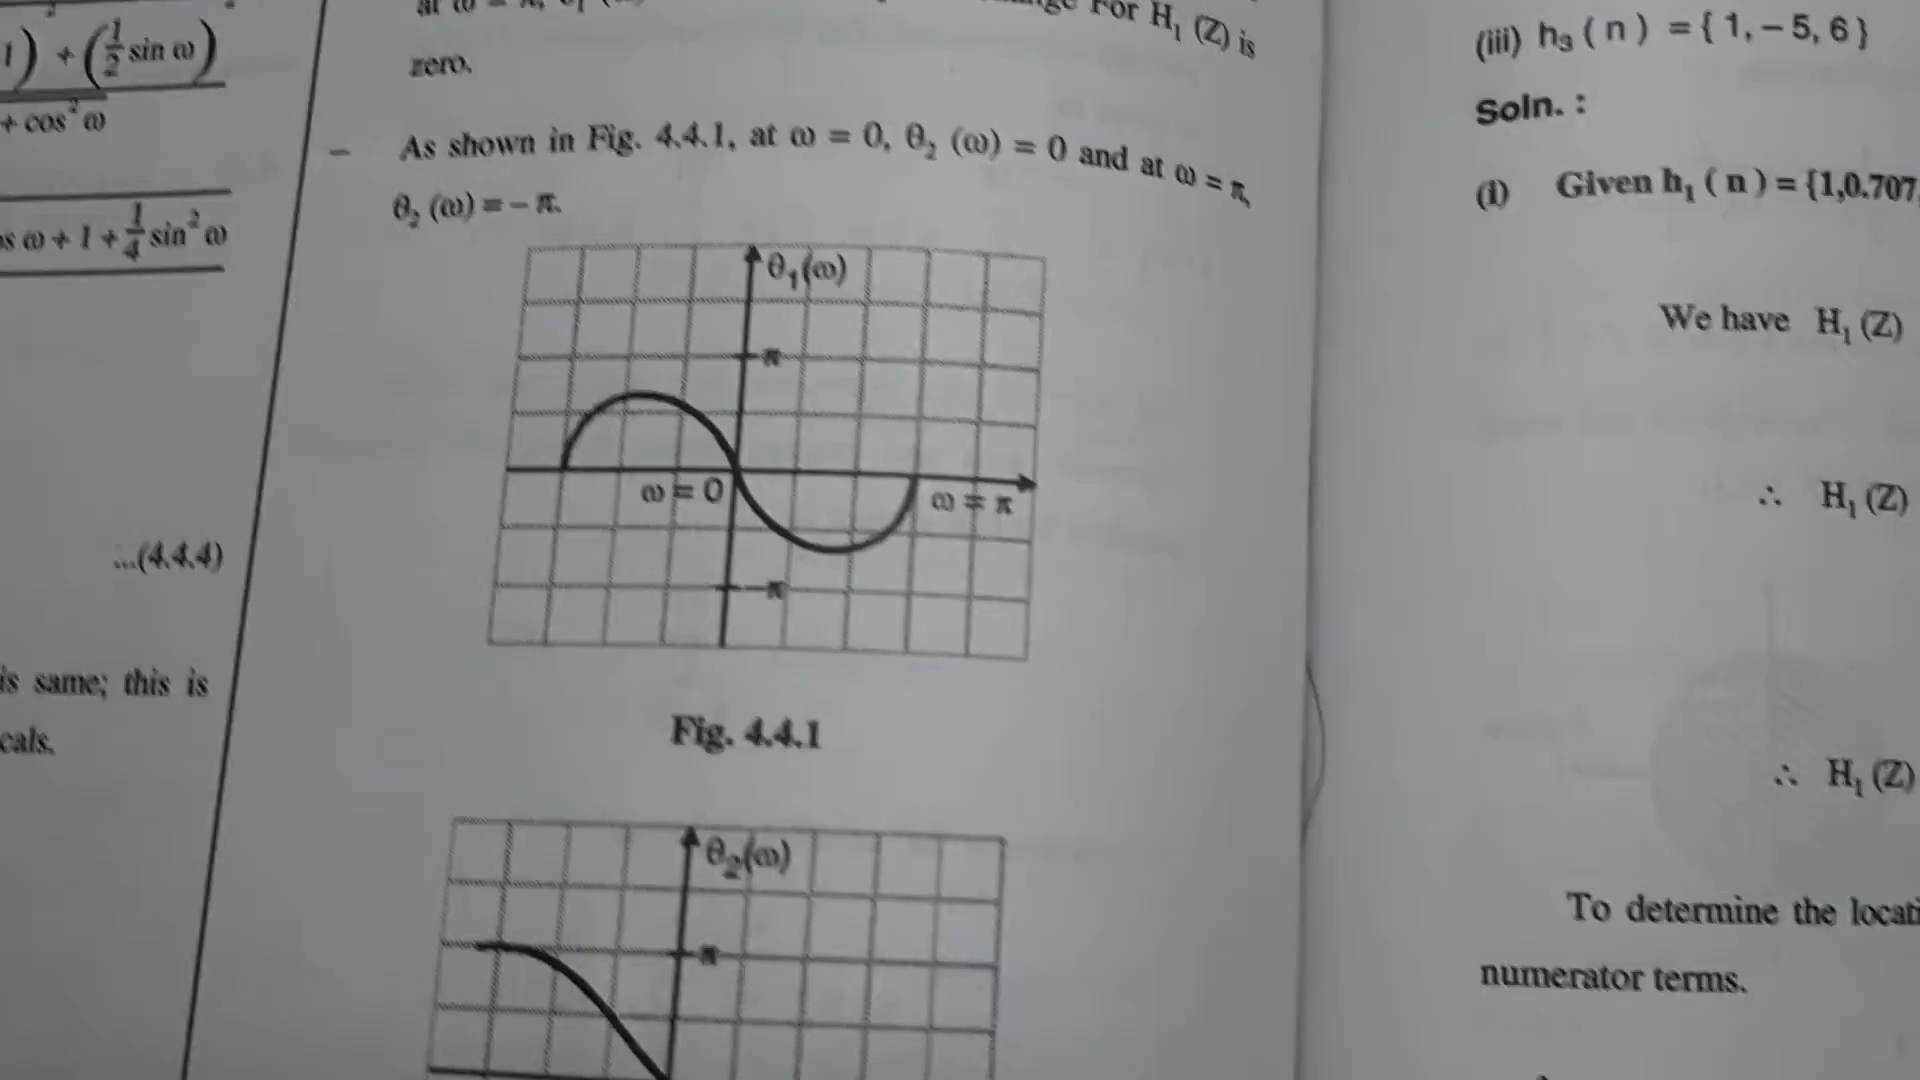 1) + (1/2 sin ω)
+ cos² ω
s ω + 1 + 1/4 sin² ω
...(4.4.4)
is same; this is
cals.
For H₁ (Z) is
zero.
– As shown in Fig. 4.4.1, at ω = 0, θ₂ (ω) = 0 and at ω = π,
θ₂ (ω) = – π.
θ₁(ω)
π
ω = 0
ω = π
–π
Fig. 4.4.1
θ₂(ω)
π
(iii) h₃ ( n ) = { 1, – 5, 6 }
Soln. :
(i) Given h₁ ( n ) = {1,0.707,
We have H₁ (Z)
∴ H₁ (Z)
∴ H₁ (Z)
To determine the locati
numerator terms.